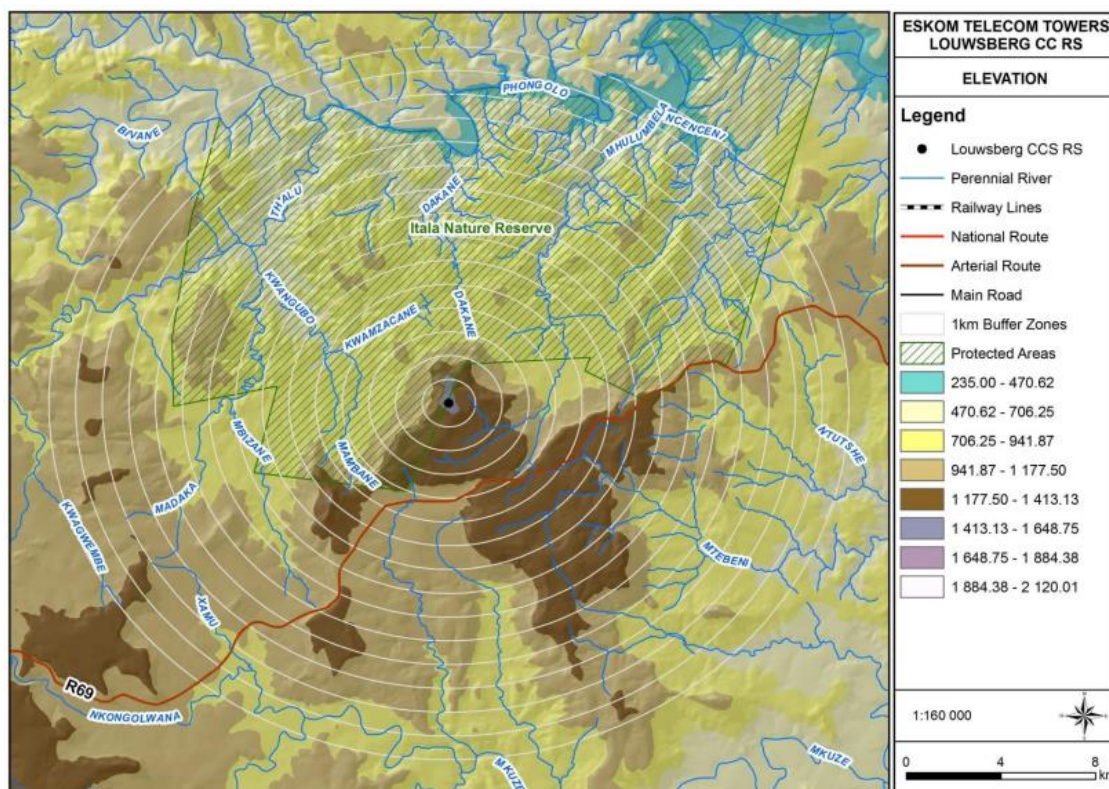 ESKOM TELECOM TOWERS
LOUWSBERG CC RS
ELEVATION
Legend
Louwsberg CCS RS
Perennial River
Railway Lines
National Route
Arterial Route
Main Road
1km Buffer Zones
Protected Areas
235.00 - 470.62
470.62 - 706.25
706.25 - 941.87
941.87 - 1 177.50
1 177.50 - 1 413.13
1 413.13 - 1 648.75
1 648.75 - 1 884.38
1 884.38 - 2 120.01
1:160 000
0 4 8
km
PHONGOLO
BIVANE
MHULUMBELA
NCENCENI
THALU
DAKANE
Itala Nature Reserve
KWANGUBO
DAKANE
KWAMZACANE
MBIZANE
MAMBANE
NTUTSHE
MADAKA
KWAGWEMBE
MTEBENI
XAMU
R69
NKONGOLWANA
MKUZE
MKUZE